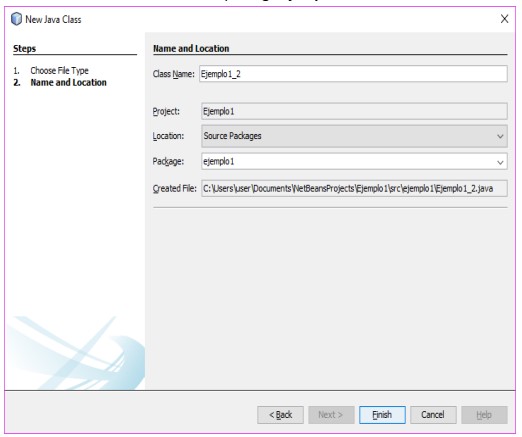 New Java Class
X
Steps
1. Choose File Type
2. Name and Location
Name and Location
Class Name: Ejemplo1_2
Project: Ejemplo1
Location: Source Packages
Package: ejemplo1
Created File: C:\Users\user\Documents\NetBeansProjects\Ejemplo1\src\ejemplo1\Ejemplo1_2.java
< Back Next > Finish Cancel Help